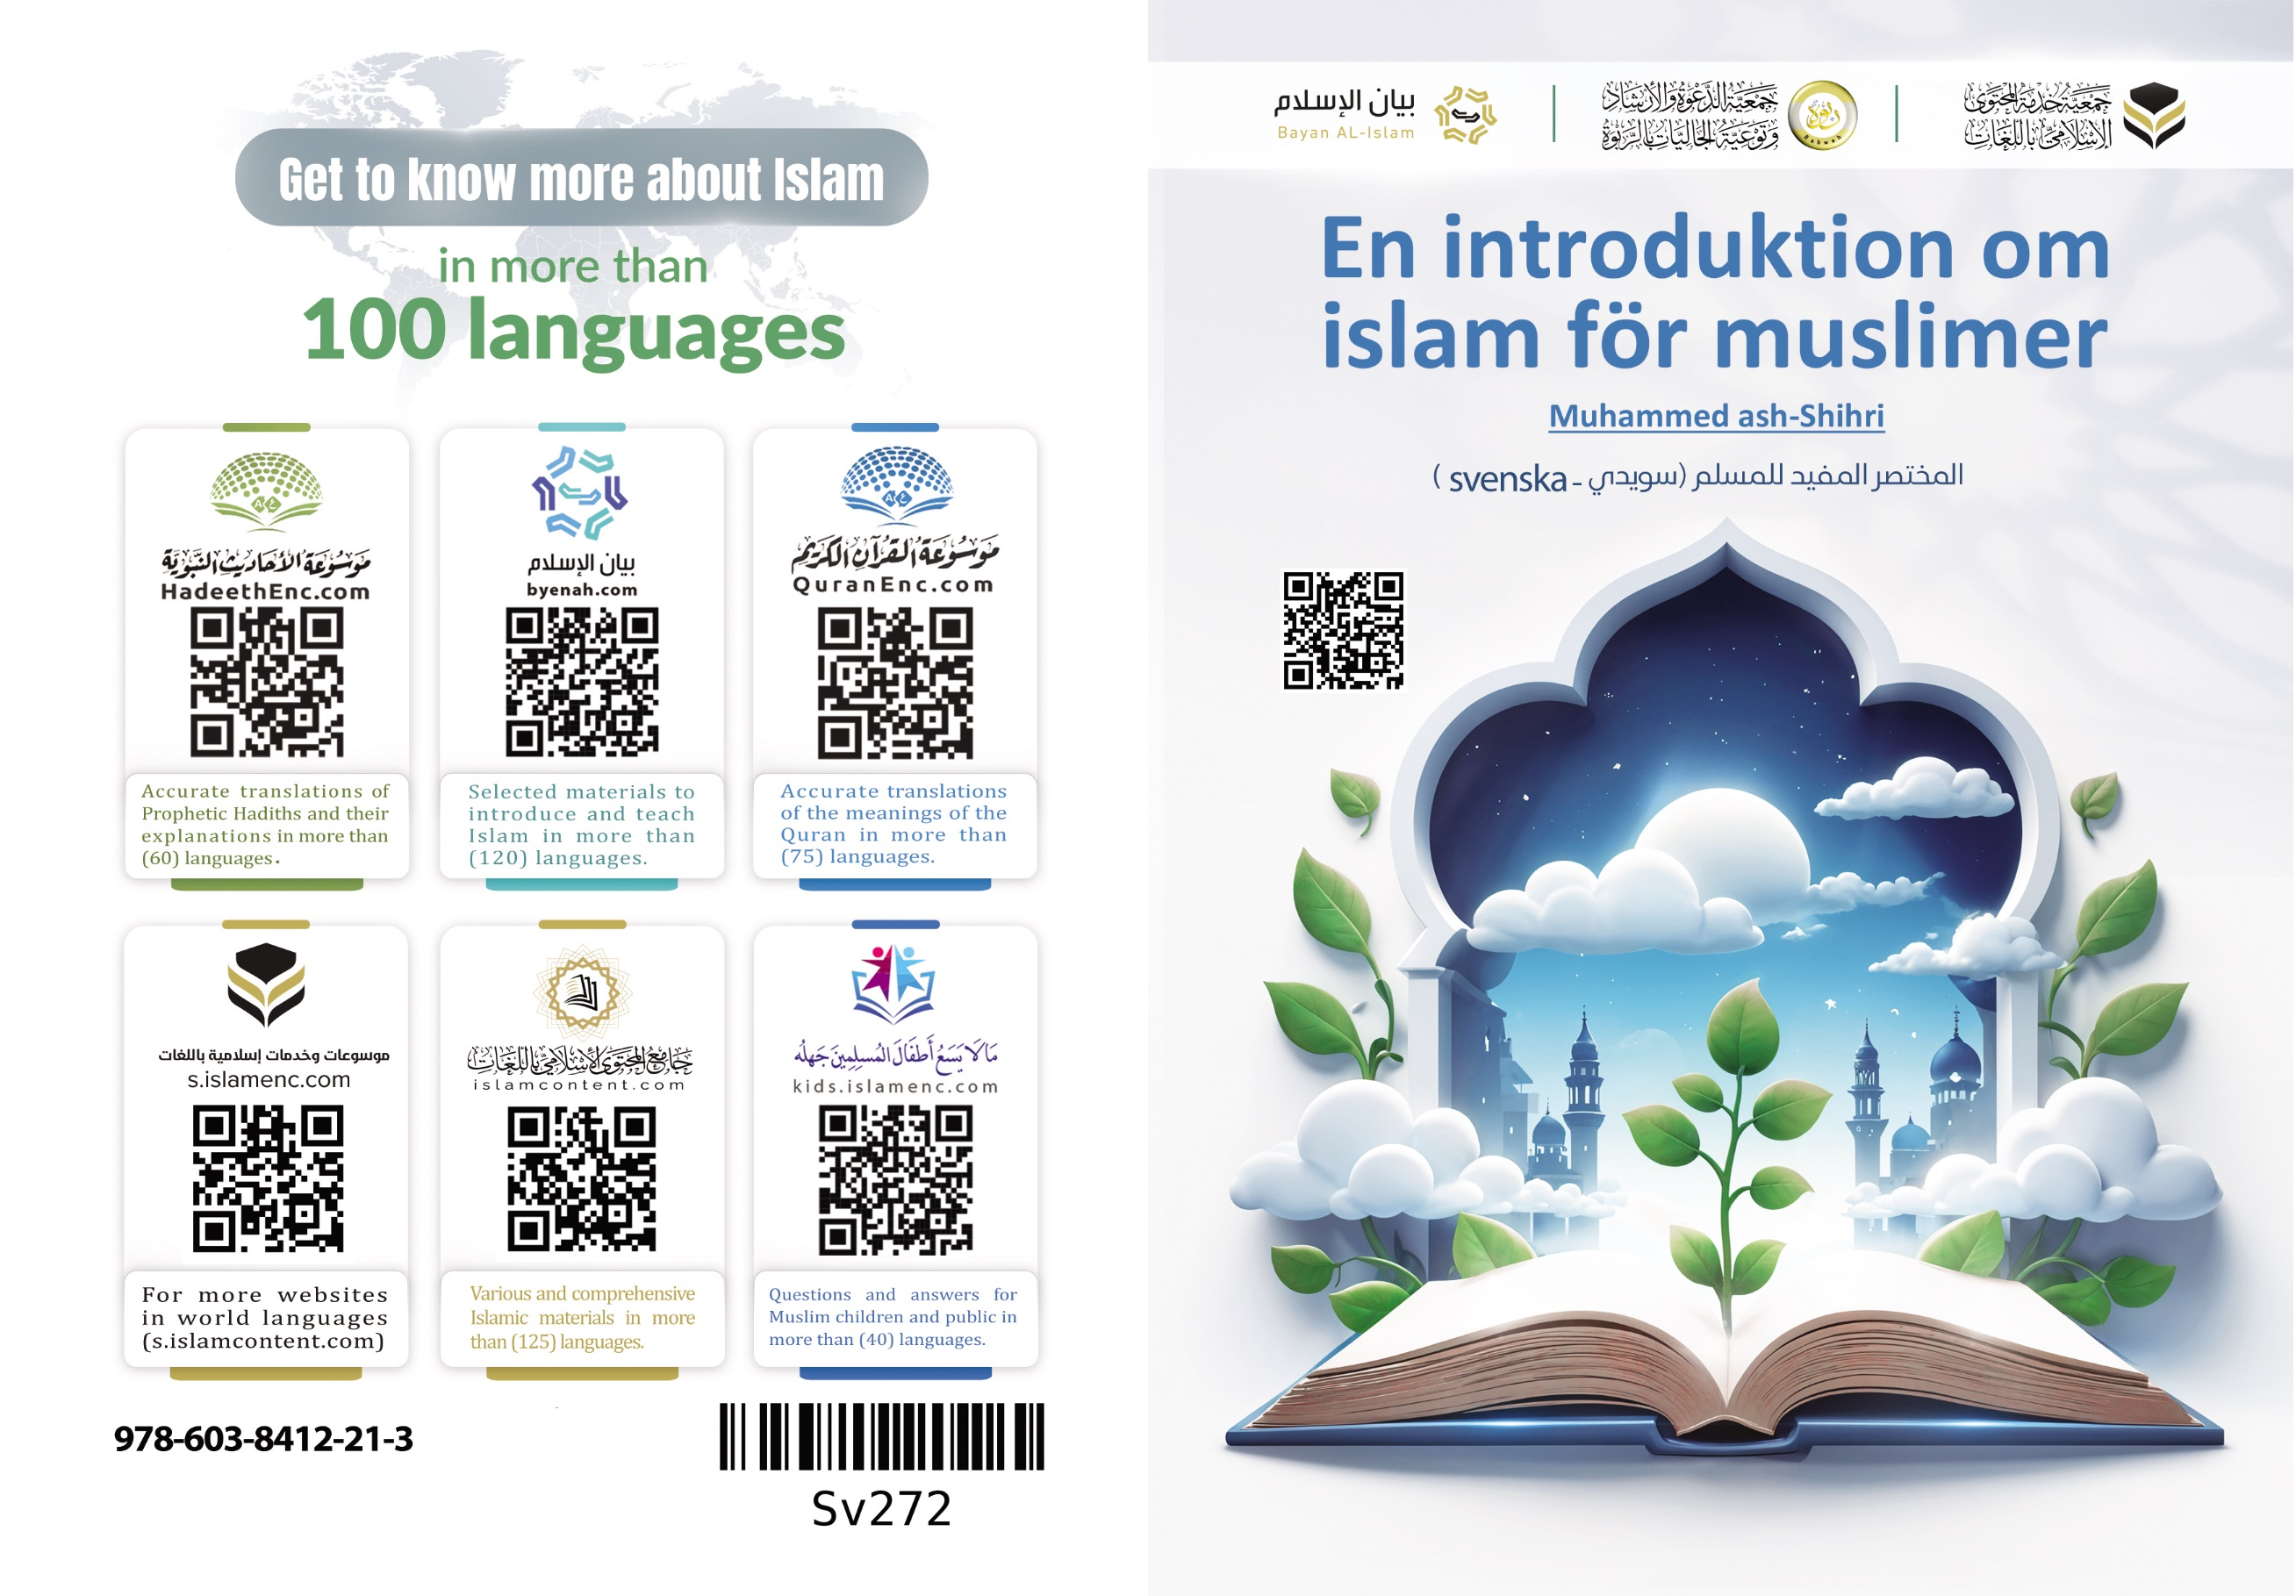 Get to know more about Islam
in more than
100 languages
موسوعة الأحاديث النبوية
HadeethEnc.com
Accurate translations of
Prophetic Hadiths and their
explanations in more than
(60) languages.
بيان الإسلام
byenah.com
Selected materials to
introduce and teach
Islam in more than
(120) languages.
موسوعة القرآن الكريم
QuranEnc.com
Accurate translations
of the meanings of the
Quran in more than
(75) languages.
موسوعات وخدمات إسلامية باللغات
s.islamenc.com
For more websites
in world languages
(s.islamcontent.com)
جامع المحتوى الإسلامي باللغات
islamcontent.com
Various and comprehensive
Islamic materials in more
than (125) languages.
مَا لَا يَسَعُ أَطْفَالَ المُسلِمِينَ جَهلُه
kids.islamenc.com
Questions and answers for
Muslim children and public in
more than (40) languages.
978-603-8412-21-3
Sv272
بيان الإسلام
Bayan AL-Islam
جمعية الدعوة والإرشاد
وتوعية الجاليات بالربوة
جمعية خدمة المحتوى
الإسلامي باللغات
En introduktion om
islam för muslimer
Muhammed ash-Shihri
المختصر المفيد للمسلم (سويدي - svenska)